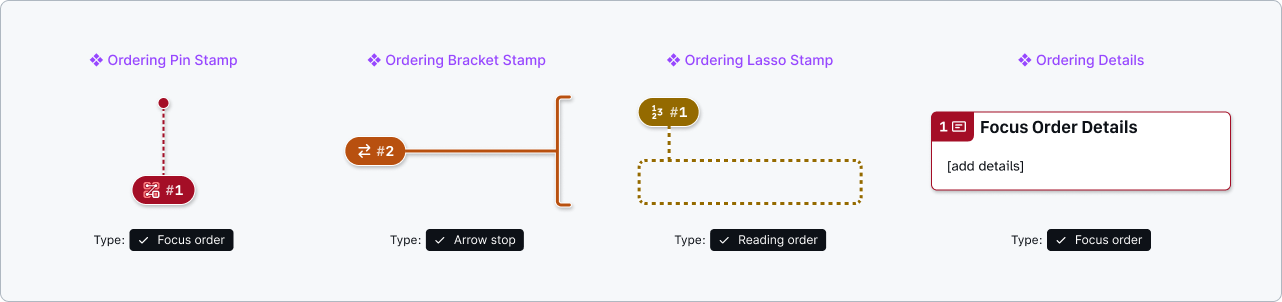 Ordering Pin Stamp
#1
Type: Focus order
Ordering Bracket Stamp
#2
Type: Arrow stop
Ordering Lasso Stamp
123 #1
Type: Reading order
Ordering Details
1 Focus Order Details
[add details]
Type: Focus order